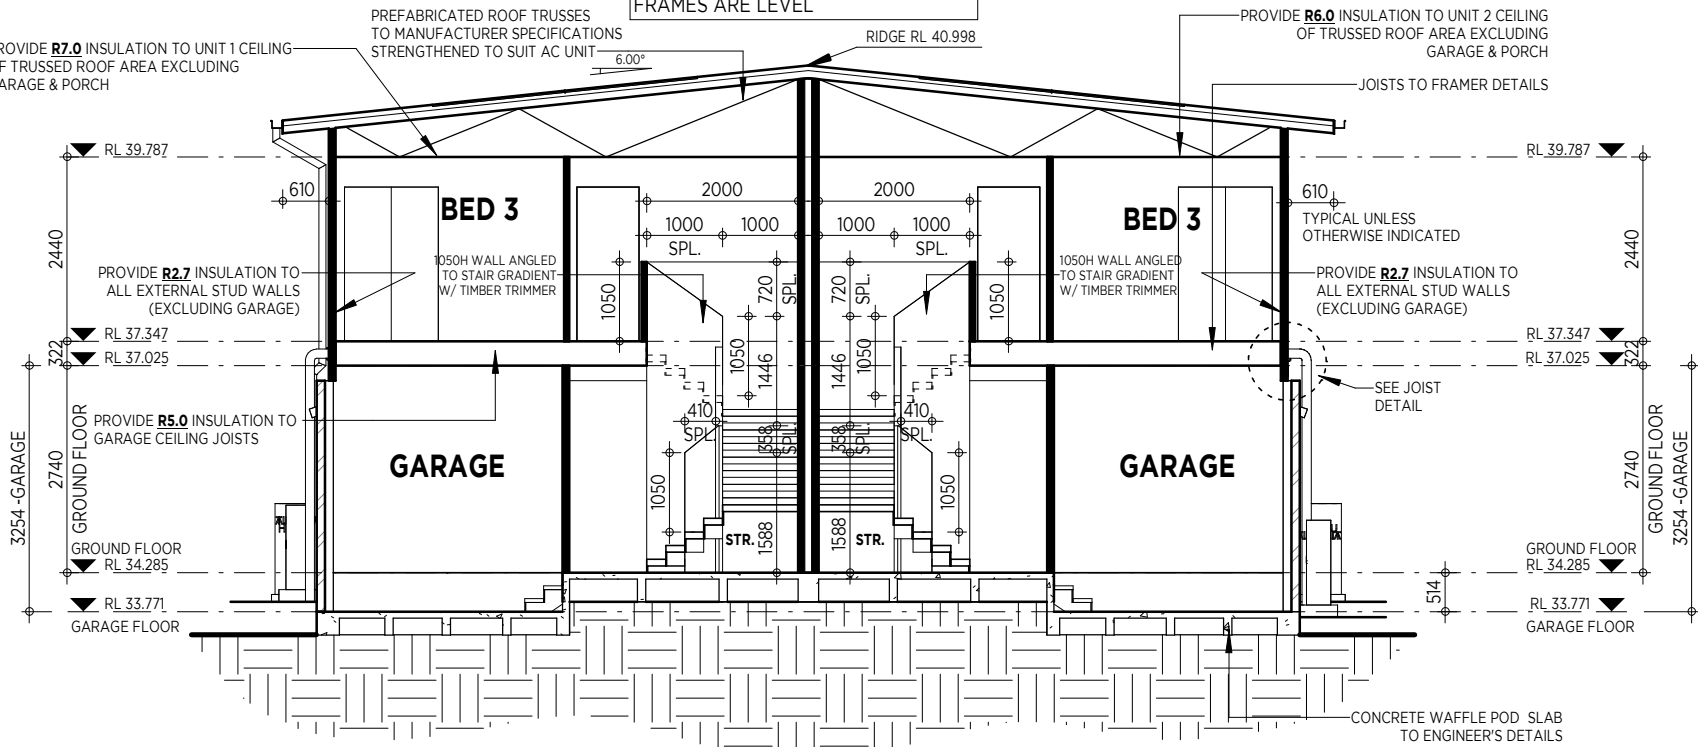 FRAMES ARE LEVEL
PREFABRICATED ROOF TRUSSES
TO MANUFACTURER SPECIFICATIONS
STRENGTHENED TO SUIT AC UNIT
6.00°
RIDGE RL 40.998
PROVIDE R6.0 INSULATION TO UNIT 2 CEILING
OF TRUSSED ROOF AREA EXCLUDING
GARAGE & PORCH
ROVIDE R7.0 INSULATION TO UNIT 1 CEILING
F TRUSSED ROOF AREA EXCLUDING
ARAGE & PORCH
JOISTS TO FRAMER DETAILS
RL 39.787
RL 39.787
610
BED 3
2000
2000
BED 3
610
1000
1000
1000
1000
SPL.
SPL.
TYPICAL UNLESS
OTHERWISE INDICATED
2440
2440
PROVIDE R2.7 INSULATION TO
ALL EXTERNAL STUD WALLS
(EXCLUDING GARAGE)
1050H WALL ANGLED
TO STAIR GRADIENT
W/ TIMBER TRIMMER
1050H WALL ANGLED
TO STAIR GRADIENT
W/ TIMBER TRIMMER
PROVIDE R2.7 INSULATION TO
ALL EXTERNAL STUD WALLS
(EXCLUDING GARAGE)
1050
720
SPL.
720
SPL.
1050
RL 37.347
RL 37.347
322
322
RL 37.025
RL 37.025
1050
1446
1446
1050
SEE JOIST
DETAIL
PROVIDE R5.0 INSULATION TO
GARAGE CEILING JOISTS
410
SPL.
358
SPL.
358
SPL.
410
SPL.
GARAGE
GARAGE
3254 -GARAGE
2740
GROUND FLOOR
2740
GROUND FLOOR
3254 -GARAGE
1050
1050
STR.
1588
1588
STR.
GROUND FLOOR
RL 34.285
GROUND FLOOR
RL 34.285
514
RL 33.771
GARAGE FLOOR
RL 33.771
GARAGE FLOOR
CONCRETE WAFFLE POD SLAB
TO ENGINEER'S DETAILS